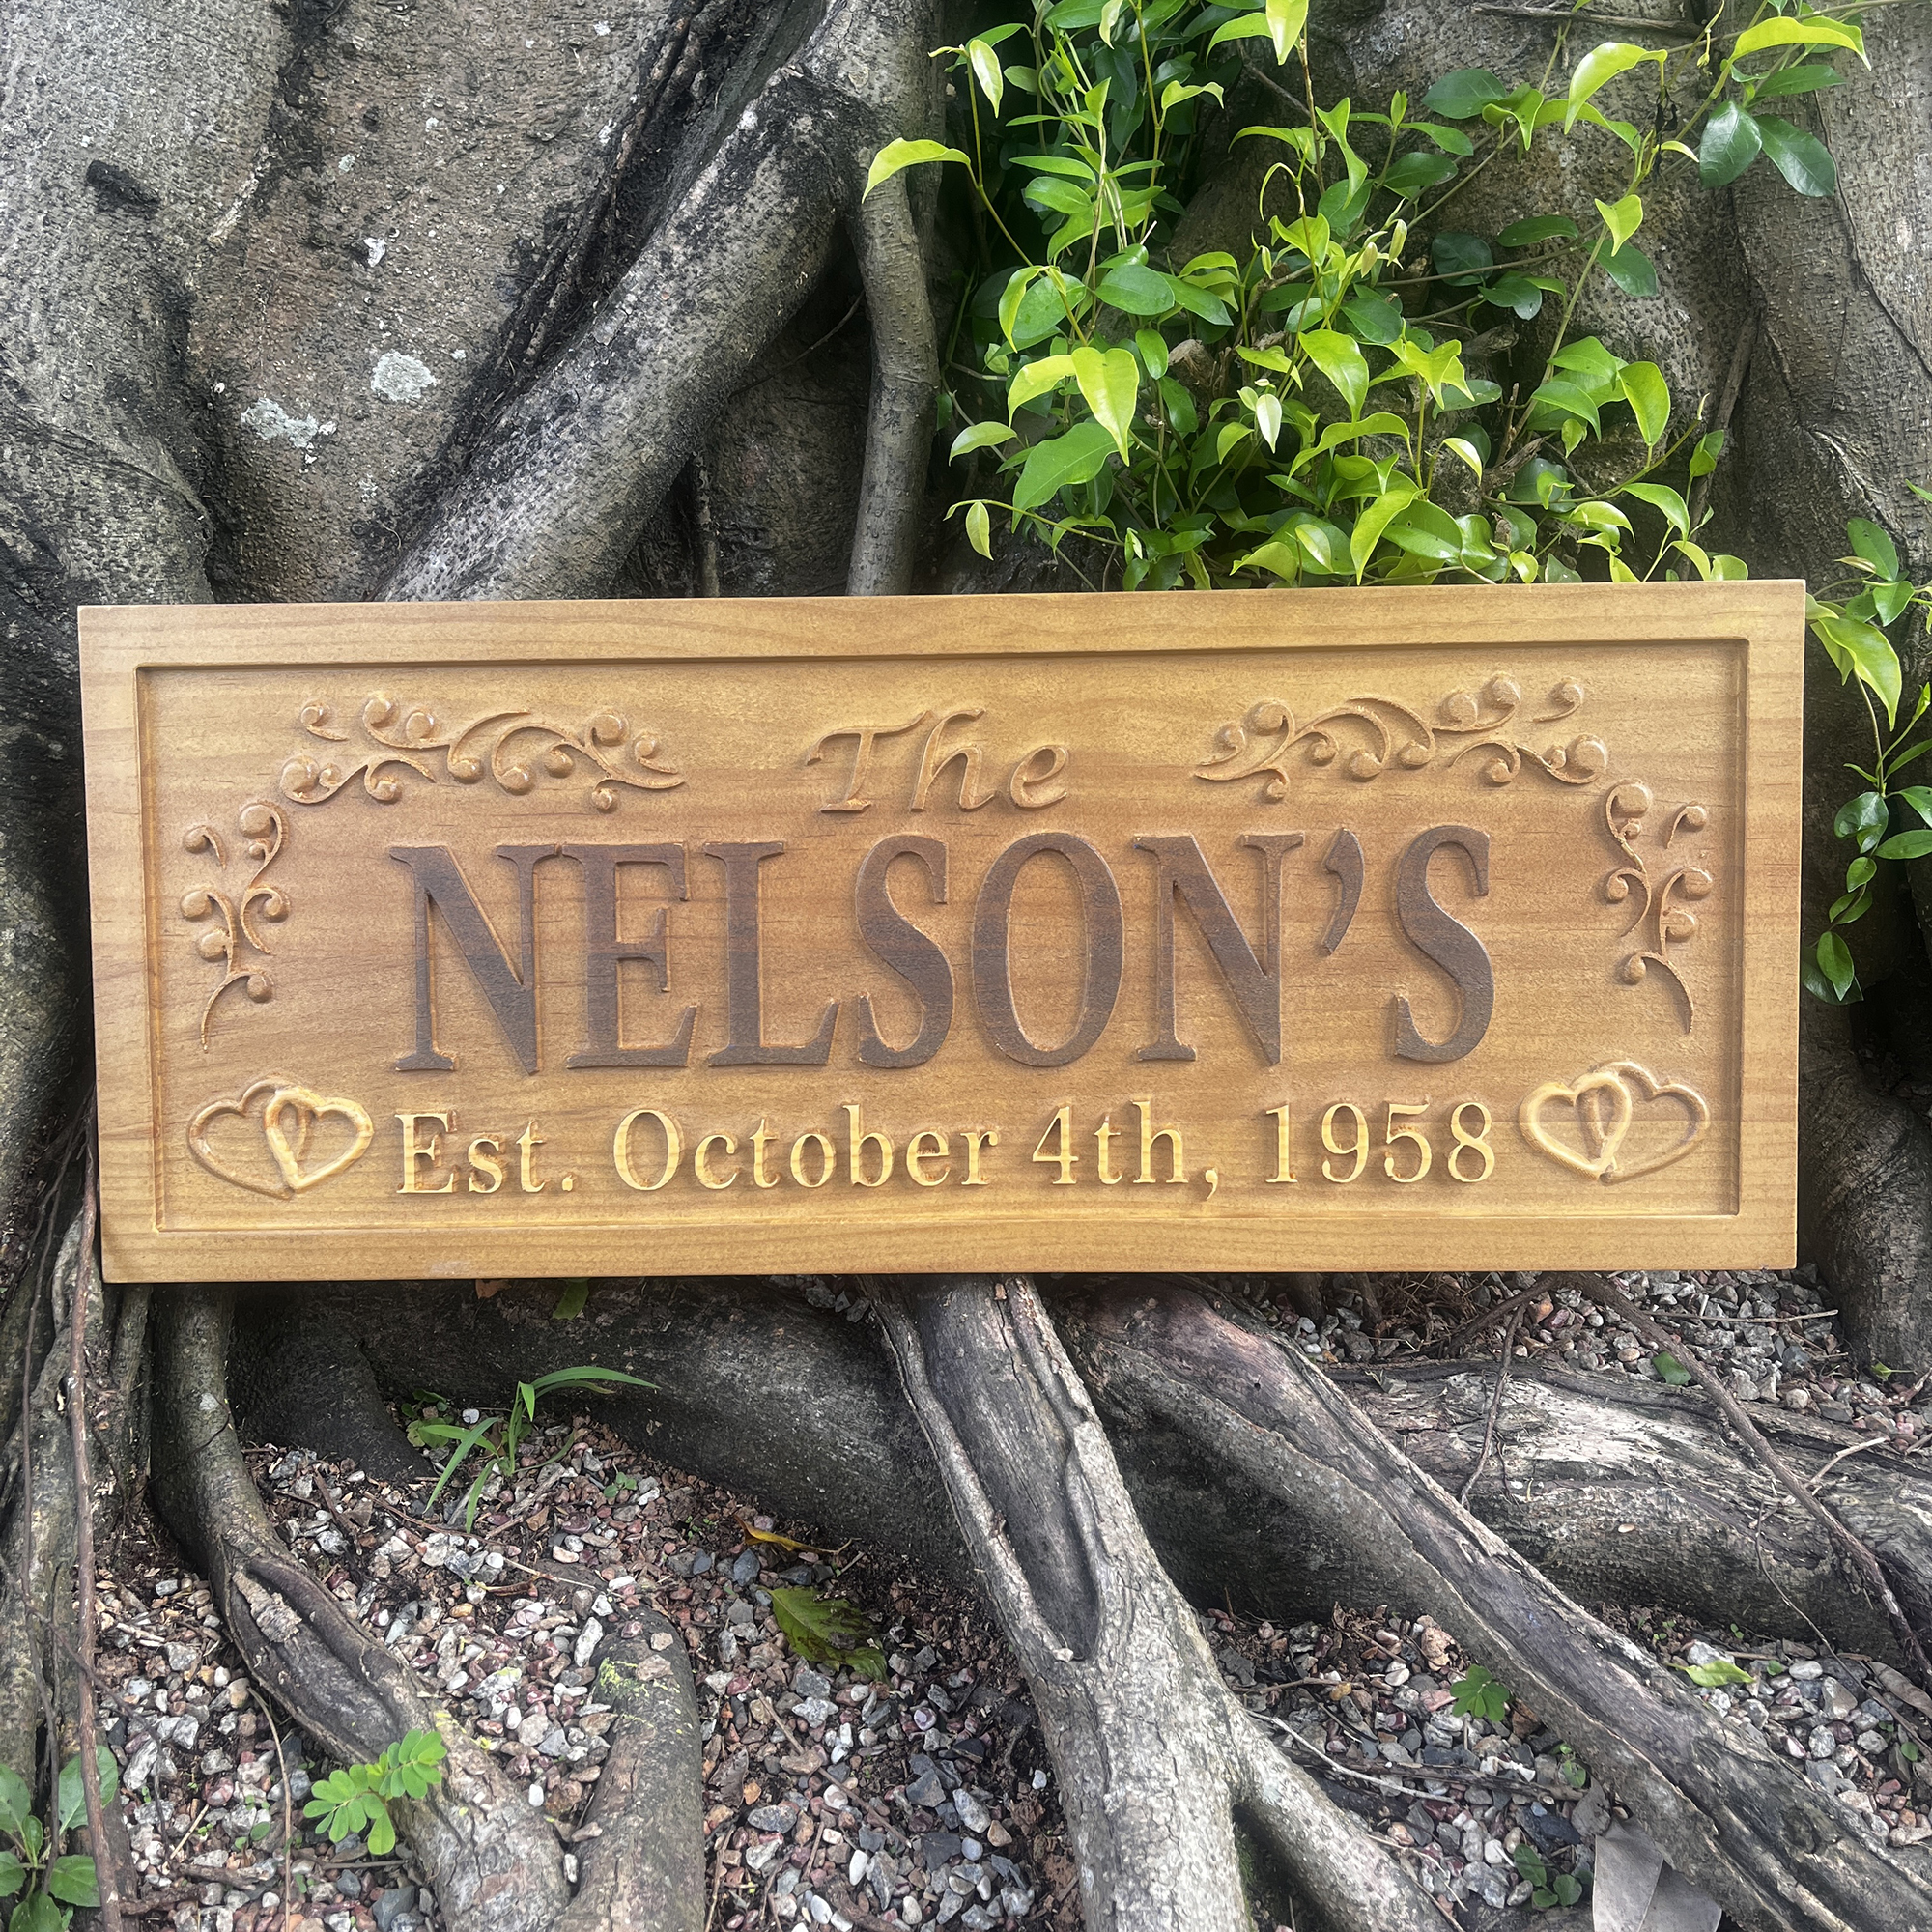 The
NELSON'S
Est. October 4th, 1958